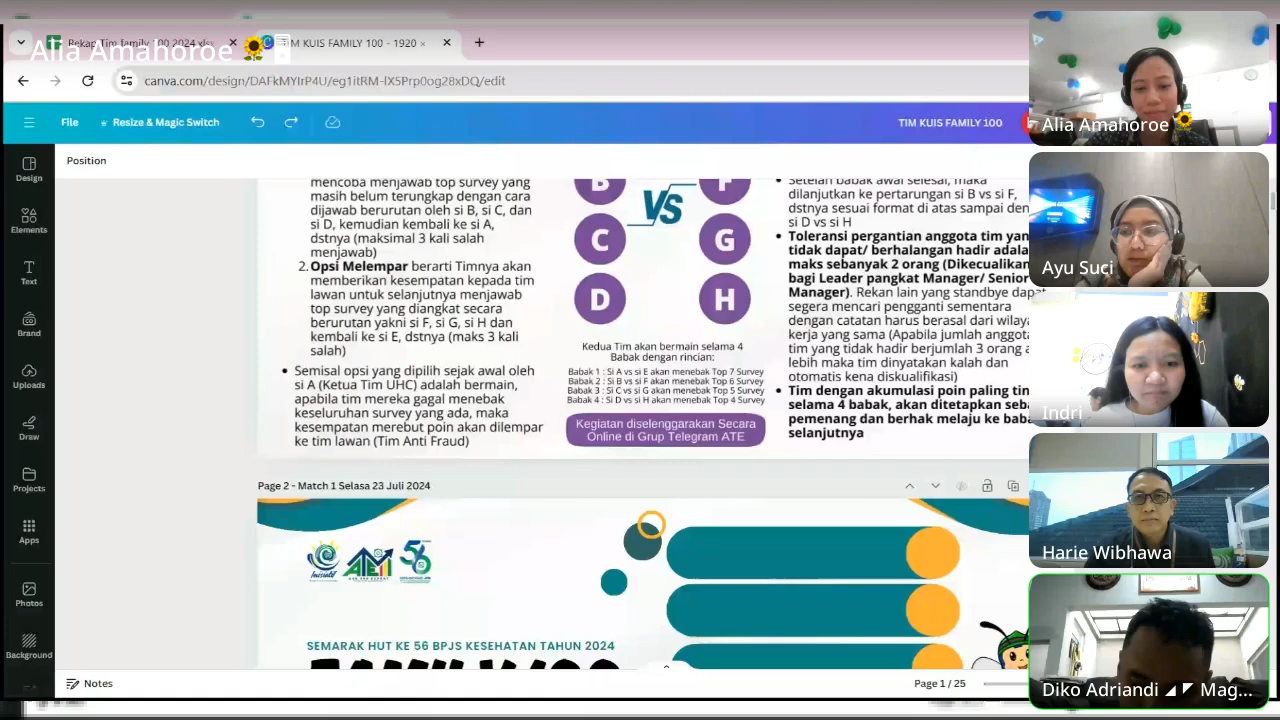 Rekap Tim family 100 2024.xlsx
TIM KUIS FAMILY 100 - 1920 ×
Alia Amahoroe
canva.com/design/DAFkMYIrP4U/eg1itRM-lX5Prp0og28xDQ/edit
File
Resize & Magic Switch
TIM KUIS FAMILY 100
Position
Design
Elements
Text
Brand
Uploads
Draw
Projects
Apps
Photos
Background
mencoba menjawab top survey yang
masih belum terungkap dengan cara
dijawab berurutan oleh si B, si C, dan
si D, kemudian kembali ke si A,
dstnya (maksimal 3 kali salah
menjawab)
2. Opsi Melempar berarti Timnya akan
memberikan kesempatan kepada tim
lawan untuk selanjutnya menjawab
top survey yang diangkat secara
berurutan yakni si F, si G, si H dan
kembali ke si E, dstnya (maks 3 kali
salah)
• Semisal opsi yang dipilih sejak awal oleh
si A (Ketua Tim UHC) adalah bermain,
apabila tim mereka gagal menebak
keseluruhan survey yang ada, maka
kesempatan merebut poin akan dilempar
ke tim lawan (Tim Anti Fraud)
B
F
VS
C
G
D
H
Kedua Tim akan bermain selama 4
Babak dengan rincian:
Babak 1 : Si A vs si E akan menebak Top 7 Survey
Babak 2 : Si B vs si F akan menebak Top 6 Survey
Babak 3 : Si C vs si G akan menebak Top 5 Survey
Babak 4 : Si D vs si H akan menebak Top 4 Survey
Kegiatan diselenggarakan Secara
Online di Grup Telegram ATE
• Setelah babak awal selesai, maka
dilanjutkan ke pertarungan si B vs si F,
dstnya sesuai format di atas sampai den
si D vs si H
• Toleransi pergantian anggota tim yan
tidak dapat/ berhalangan hadir adala
maks sebanyak 2 orang (Dikecualikan
bagi Leader pangkat Manager/ Senior
Manager). Rekan lain yang standbye dapat
segera mencari pengganti sementara
dengan catatan harus berasal dari wilaya
kerja yang sama (Apabila jumlah anggota
tim yang tidak hadir berjumlah 3 orang a
lebih maka tim dinyatakan kalah dan
otomatis kena diskualifikasi)
• Tim dengan akumulasi poin paling tin
selama 4 babak, akan ditetapkan seba
pemenang dan berhak melaju ke baba
selanjutnya
Page 2 - Match 1 Selasa 23 Juli 2024
Inisiatif
ATE
56
SEMARAK HUT KE 56 BPJS KESEHATAN TAHUN 2024
Notes
Page 1 / 25
Alia Amahoroe
Ayu Suci
Indri
Harie Wibhawa
Diko Adriandi Mag...